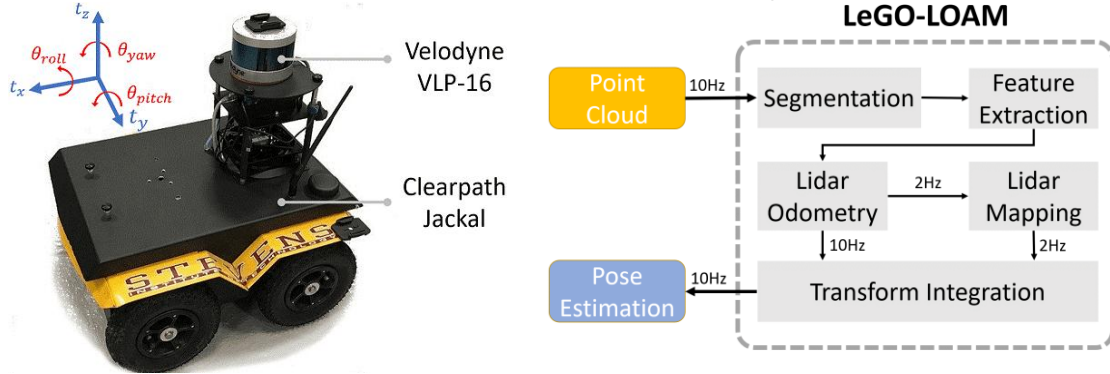 t_z
θ_yaw
θ_roll
t_x
θ_pitch
t_y
Velodyne
VLP-16
Clearpath
Jackal
STEVENS
LeGO-LOAM
Point
Cloud
10Hz
Segmentation
Feature
Extraction
Lidar
Odometry
2Hz
Lidar
Mapping
10Hz
2Hz
Pose
Estimation
10Hz
Transform Integration